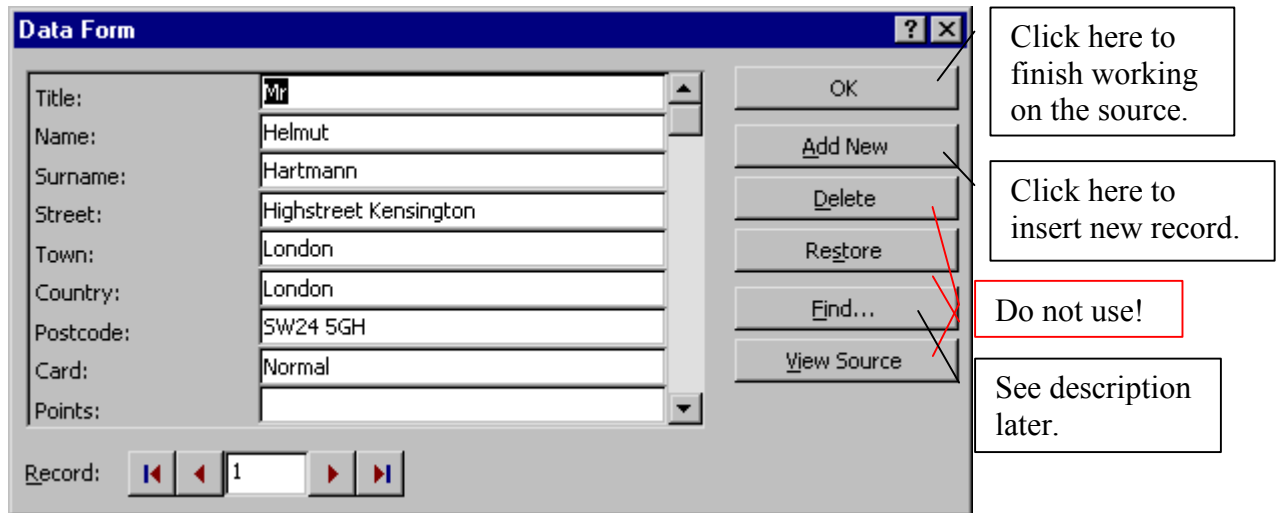 Data Form
Title: Mr
Name: Helmut
Surname: Hartmann
Street: Highstreet Kensington
Town: London
Country: London
Postcode: SW24 5GH
Card: Normal
Points:
Record: 1
OK
Add New
Delete
Restore
Find...
View Source
Click here to
finish working
on the source.
Click here to
insert new record.
Do not use!
See description
later.